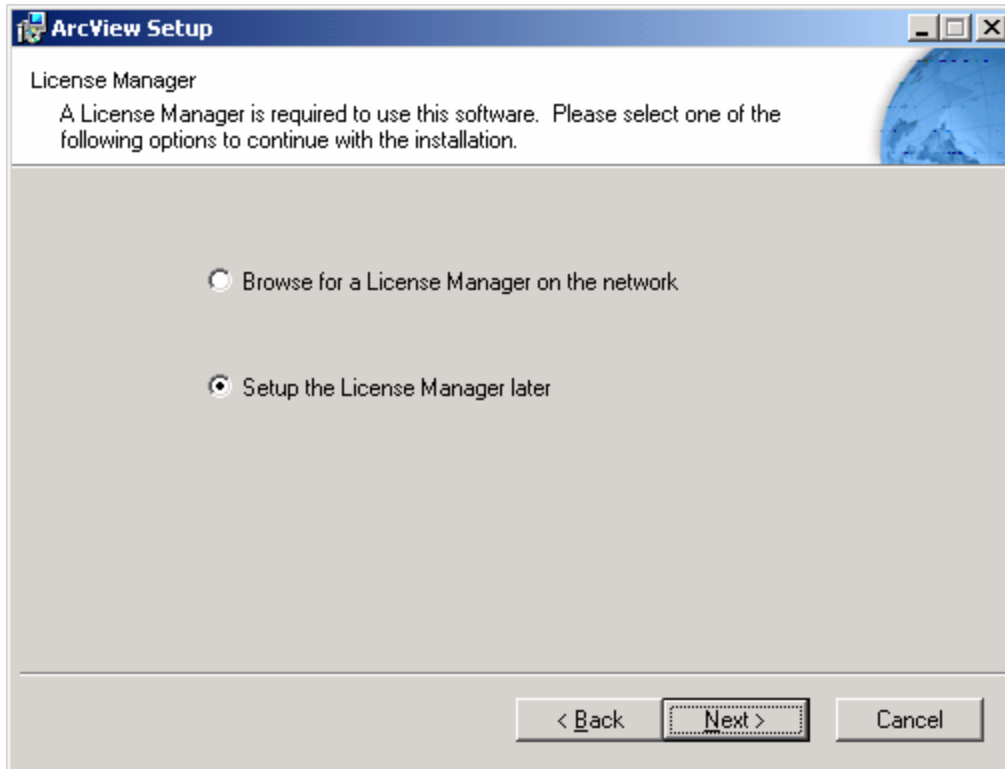 ArcView Setup
License Manager
A License Manager is required to use this software.  Please select one of the
following options to continue with the installation.
Browse for a License Manager on the network
Setup the License Manager later
< Back
Next >
Cancel